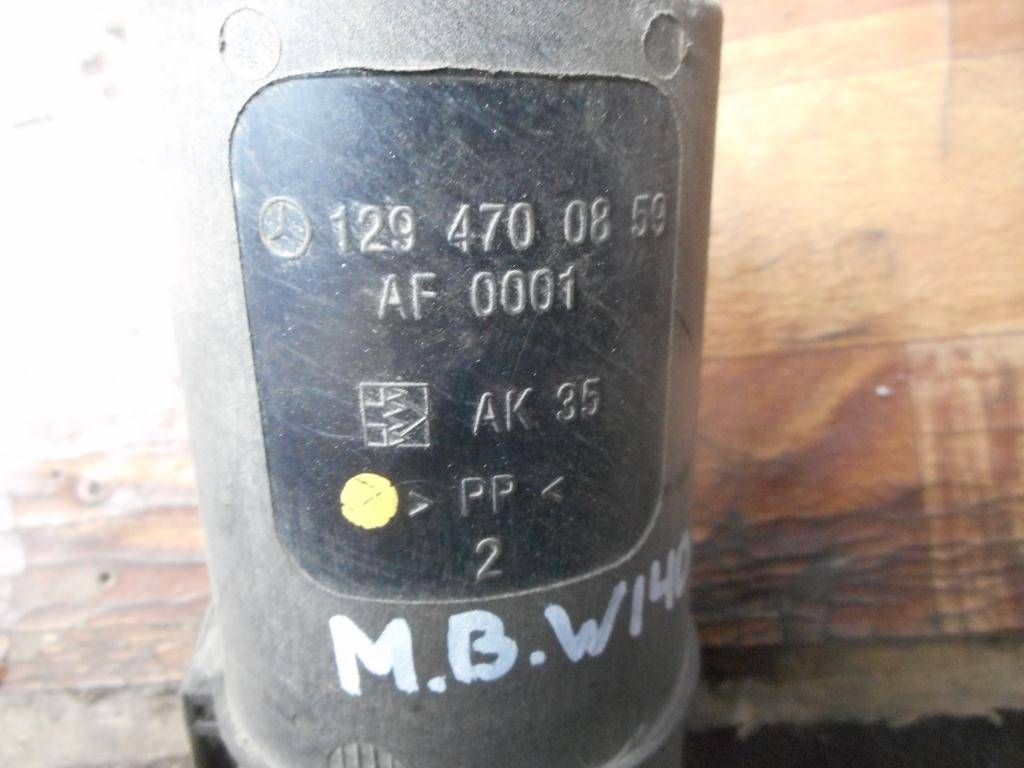 129 470 08 59
AF 0001
AK 35
> PP <
2
M.B.W140